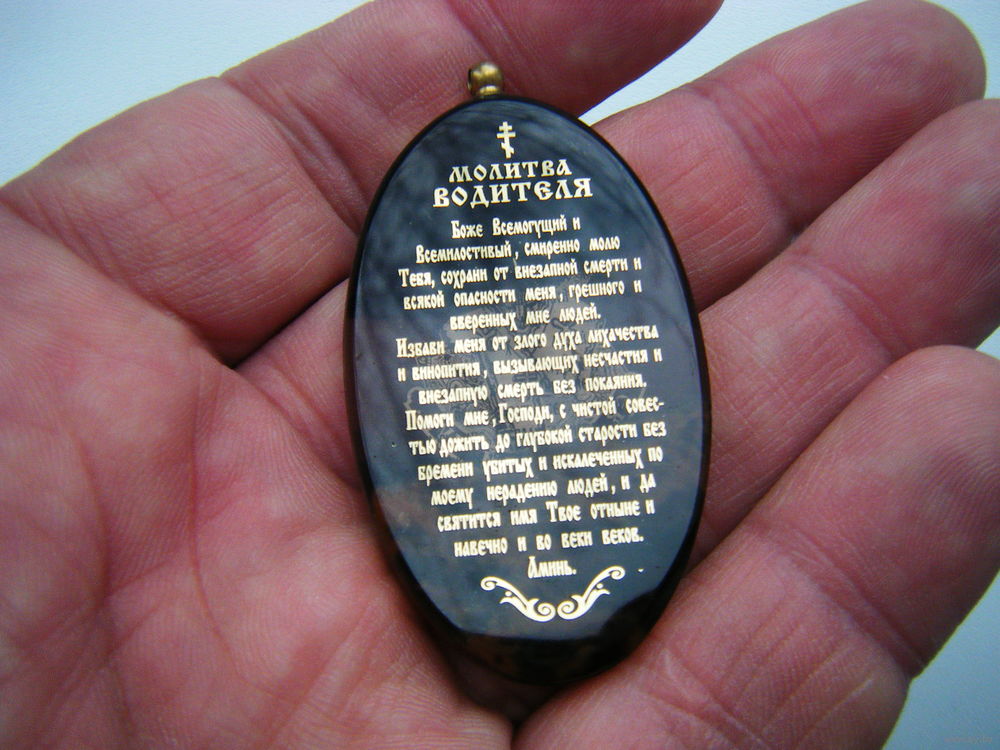 МОЛИТВА
ВОДИТЕЛЯ
Боже Всемогущий и
Всемилостивый, смиренно молю
Тебя, сохрани от внезапной смерти и
всякой опасности меня, грешного и
вверенных мне людей.
Избави меня от злого духа лихачества
и винопития, вызывающих несчастия и
внезапную смерть без покаяния.
Помоги мне, Господи, с чистой совес-
тью дожить до глубокой старости без
бремени убитых и искалеченных по
моему нерадению людей, и да
святится имя Твое отныне и
навечно и во веки веков.
Аминь.